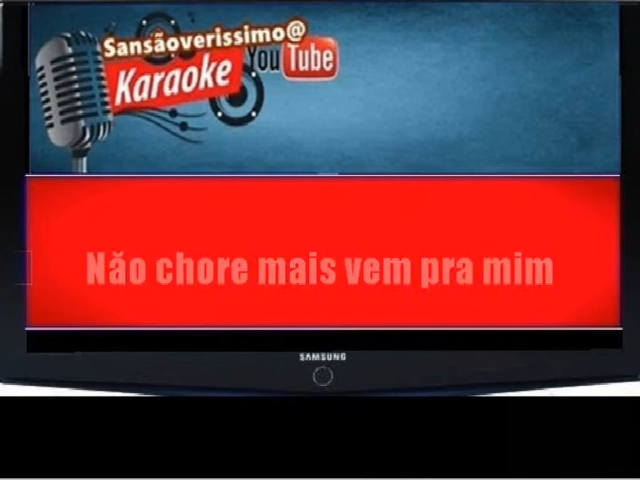 Sansãoverissimo@
YouTube
Karaoke
Năo chore mais vem pra mim
SAMSUNG